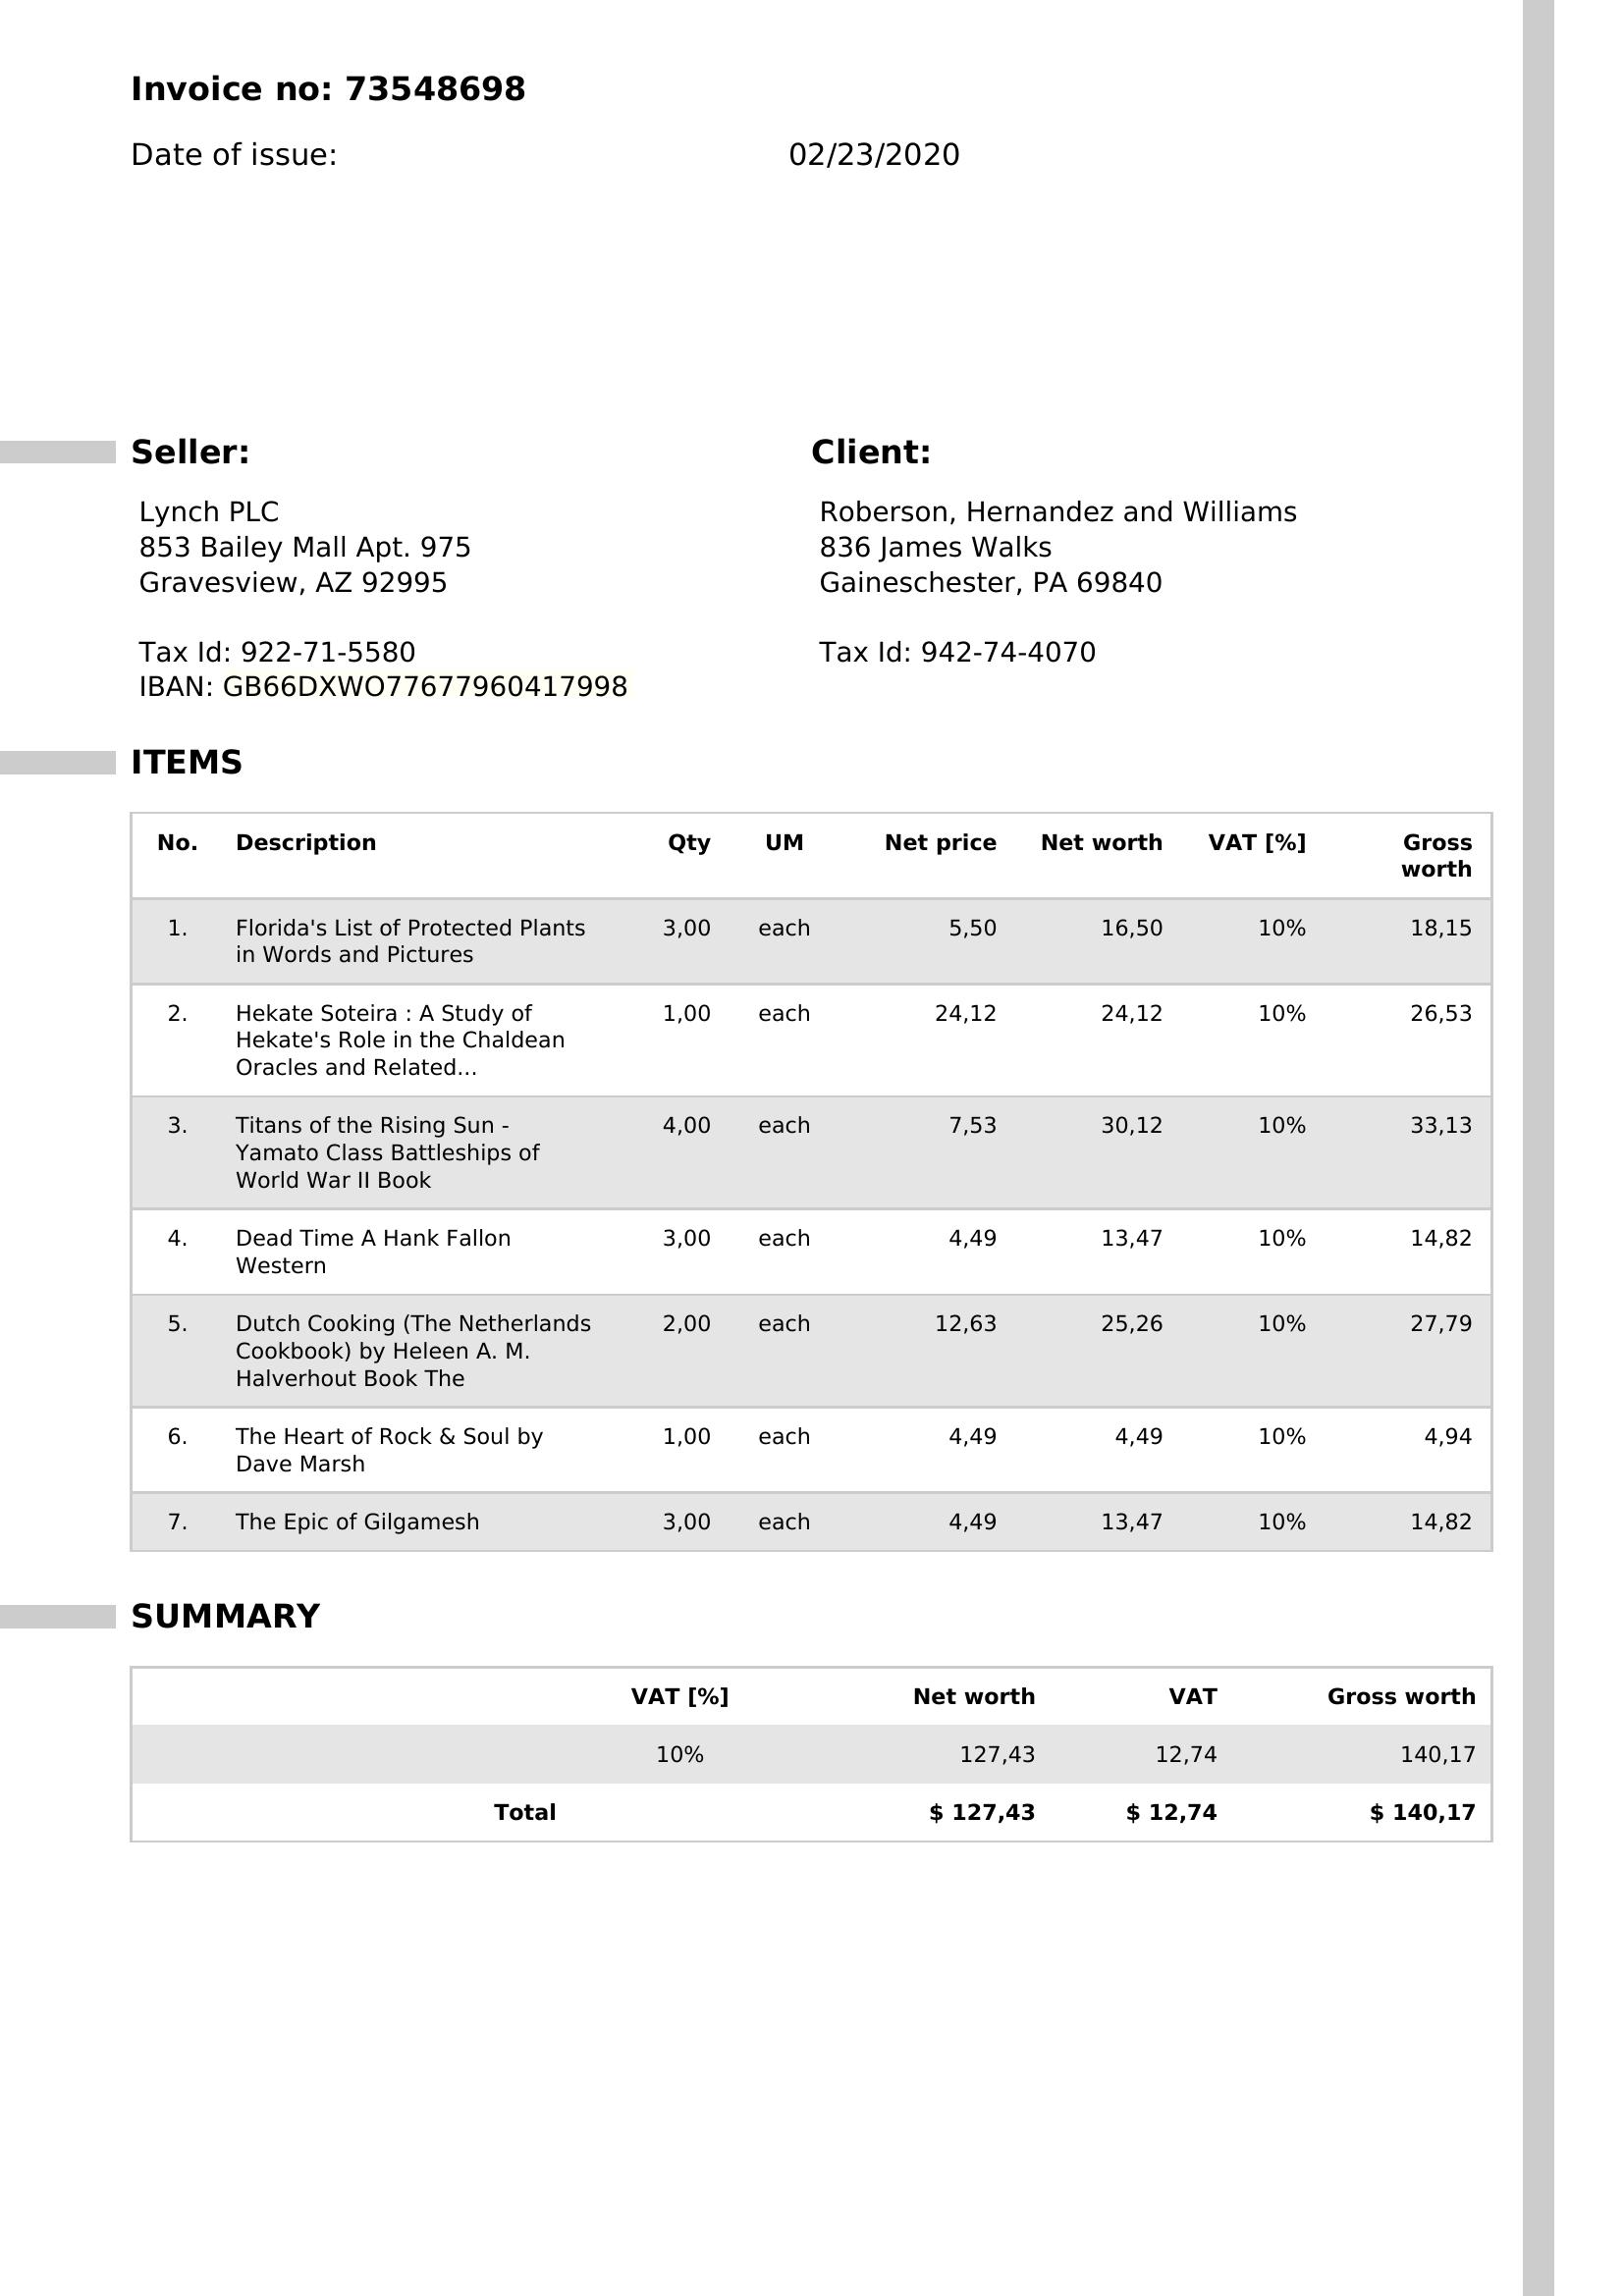 Invoice no: 73548698
Date of issue: 02/23/2020
Seller:
Lynch PLC
853 Bailey Mall Apt. 975
Gravesview, AZ 92995
Tax Id: 922-71-5580
IBAN: GB66DXWO77677960417998
Client:
Roberson, Hernandez and Williams
836 James Walks
Gaineschester, PA 69840
Tax Id: 942-74-4070
ITEMS
No. Description Qty UM Net price Net worth VAT [%] Gross
worth
1. Florida's List of Protected Plants 3,00 each 5,50 16,50 10% 18,15
in Words and Pictures
2. Hekate Soteira : A Study of 1,00 each 24,12 24,12 10% 26,53
Hekate's Role in the Chaldean
Oracles and Related...
3. Titans of the Rising Sun - 4,00 each 7,53 30,12 10% 33,13
Yamato Class Battleships of
World War II Book
4. Dead Time A Hank Fallon 3,00 each 4,49 13,47 10% 14,82
Western
5. Dutch Cooking (The Netherlands 2,00 each 12,63 25,26 10% 27,79
Cookbook) by Heleen A. M.
Halverhout Book The
6. The Heart of Rock & Soul by 1,00 each 4,49 4,49 10% 4,94
Dave Marsh
7. The Epic of Gilgamesh 3,00 each 4,49 13,47 10% 14,82
SUMMARY
VAT [%] Net worth VAT Gross worth
10% 127,43 12,74 140,17
Total $ 127,43 $ 12,74 $ 140,17